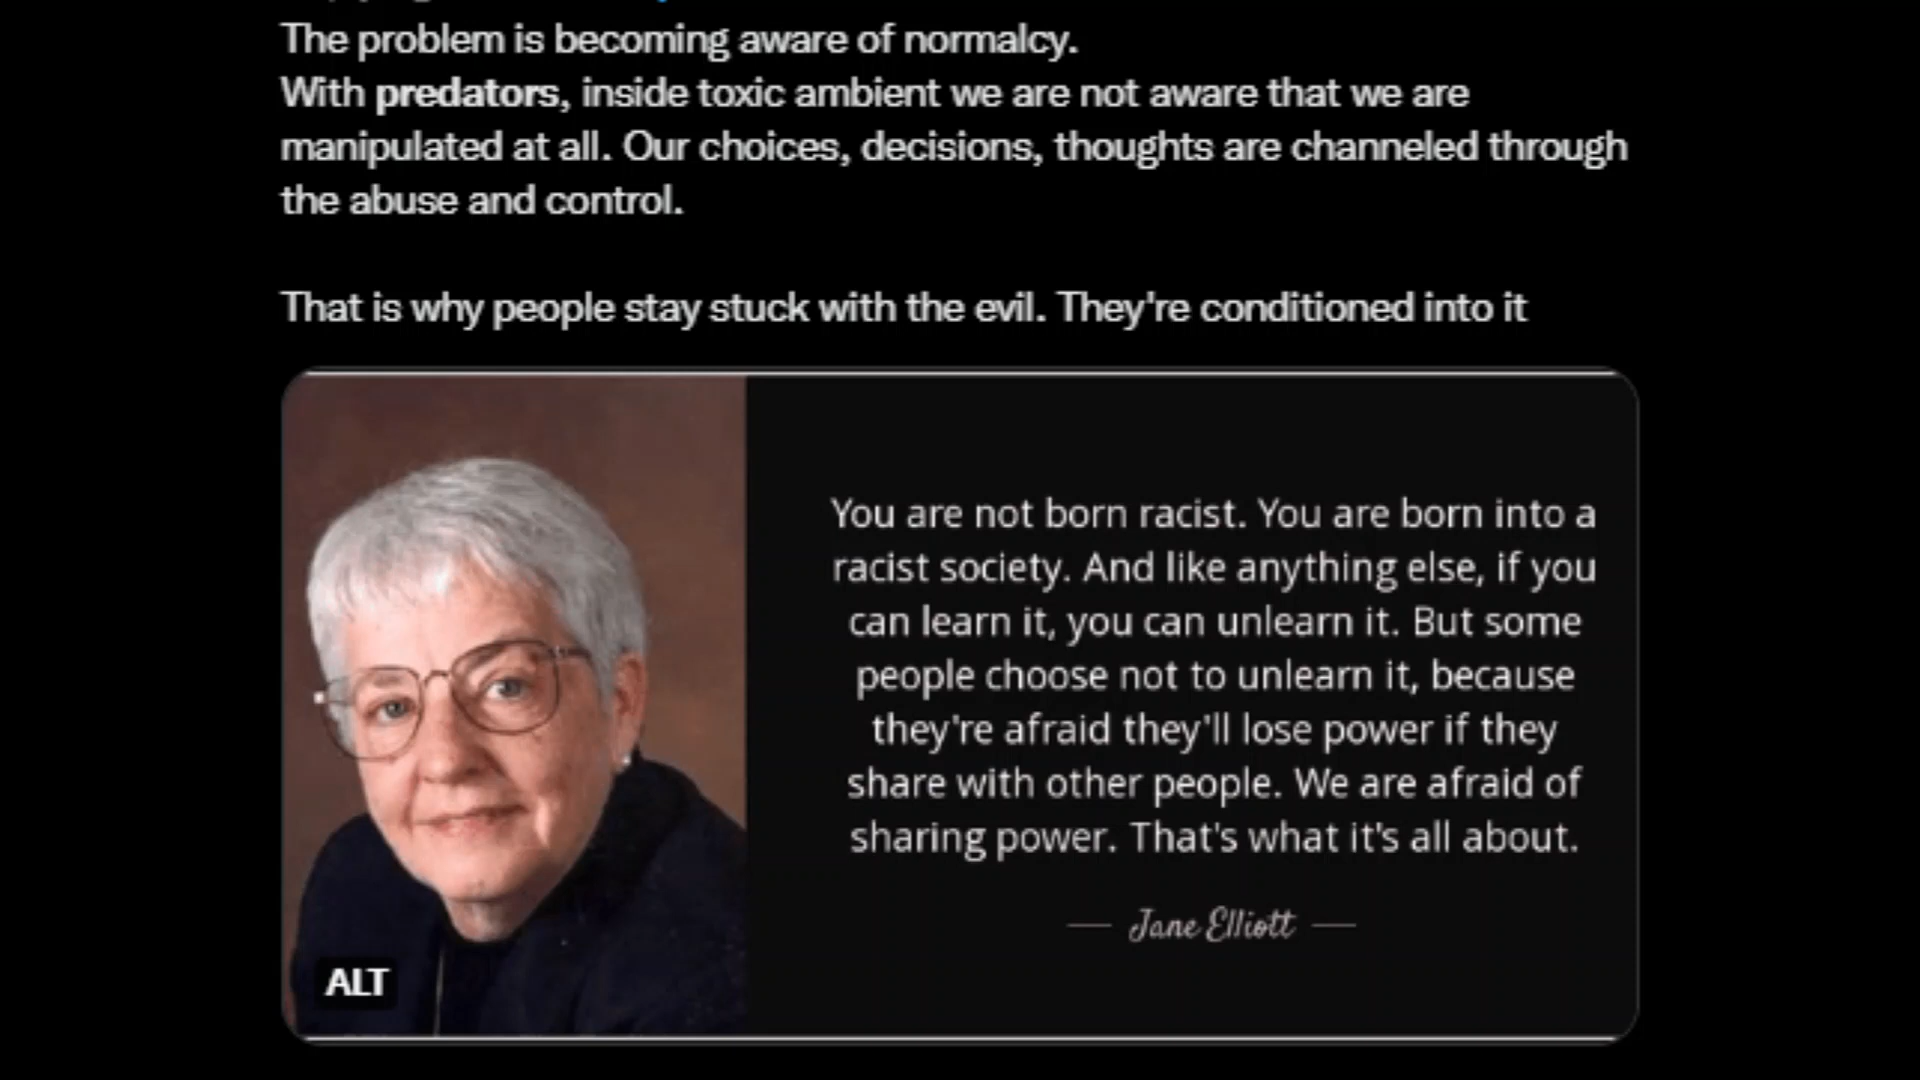 The problem is becoming aware of normalcy.
With predators, inside toxic ambient we are not aware that we are
manipulated at all. Our choices, decisions, thoughts are channeled through
the abuse and control.
That is why people stay stuck with the evil. They're conditioned into it
You are not born racist. You are born into a
racist society. And like anything else, if you
can learn it, you can unlearn it. But some
people choose not to unlearn it, because
they're afraid they'll lose power if they
share with other people. We are afraid of
sharing power. That's what it's all about.
Jane Elliott
ALT